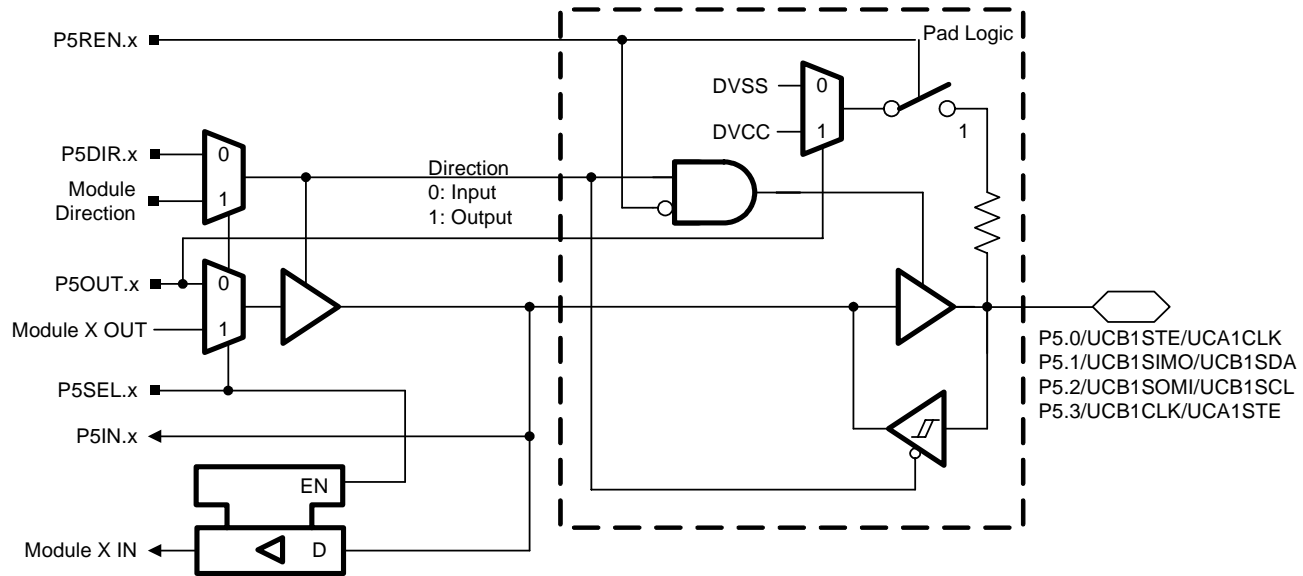 P5REN.x
Pad Logic
DVSS
0
DVCC
1
1
P5DIR.x
0
Module
Direction
1
Direction
0: Input
1: Output
P5OUT.x
0
Module X OUT
1
P5.0/UCB1STE/UCA1CLK
P5.1/UCB1SIMO/UCB1SDA
P5.2/UCB1SOMI/UCB1SCL
P5.3/UCB1CLK/UCA1STE
P5SEL.x
P5IN.x
EN
Module X IN
D